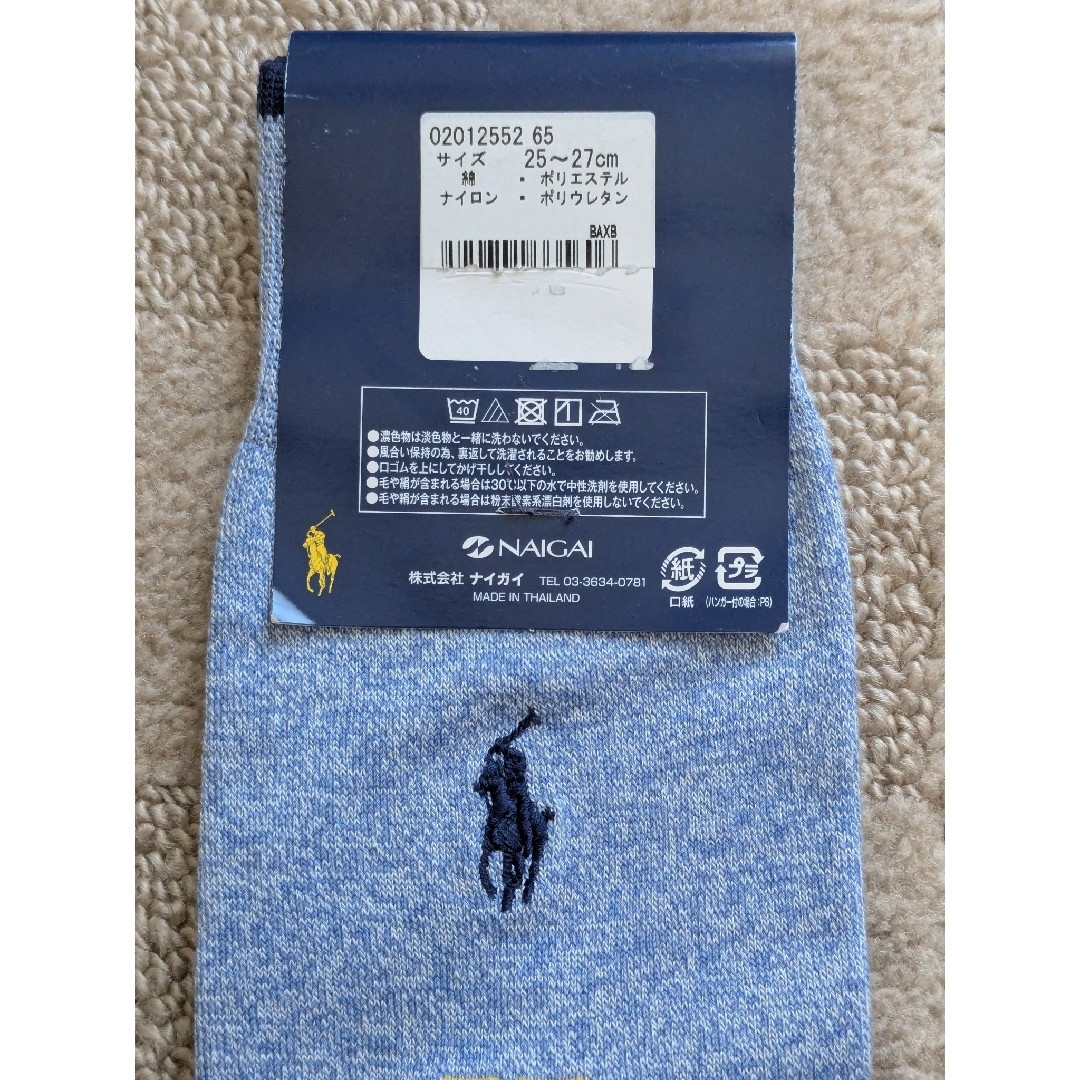 02012552 65
サイズ 25～27cm
綿 ・ ポリエステル
ナイロン ・ ポリウレタン
BAXB
40
●濃色物は淡色物と一緒に洗わないでください。
●風合い保持の為、裏返して洗濯されることをお勧めします。
●口ゴムを上にしてかげ干ししてください。
●毛や絹が含まれる場合は30℃以下の水で中性洗剤を使用してください。
●毛や絹が含まれる場合は粉末酸素系漂白剤を使用しないでください。
NAIGAI
株式会社 ナイガイ TEL 03-3634-0781
MADE IN THAILAND
紙 プラ
口紙 (ハンガー付の場合:PS)